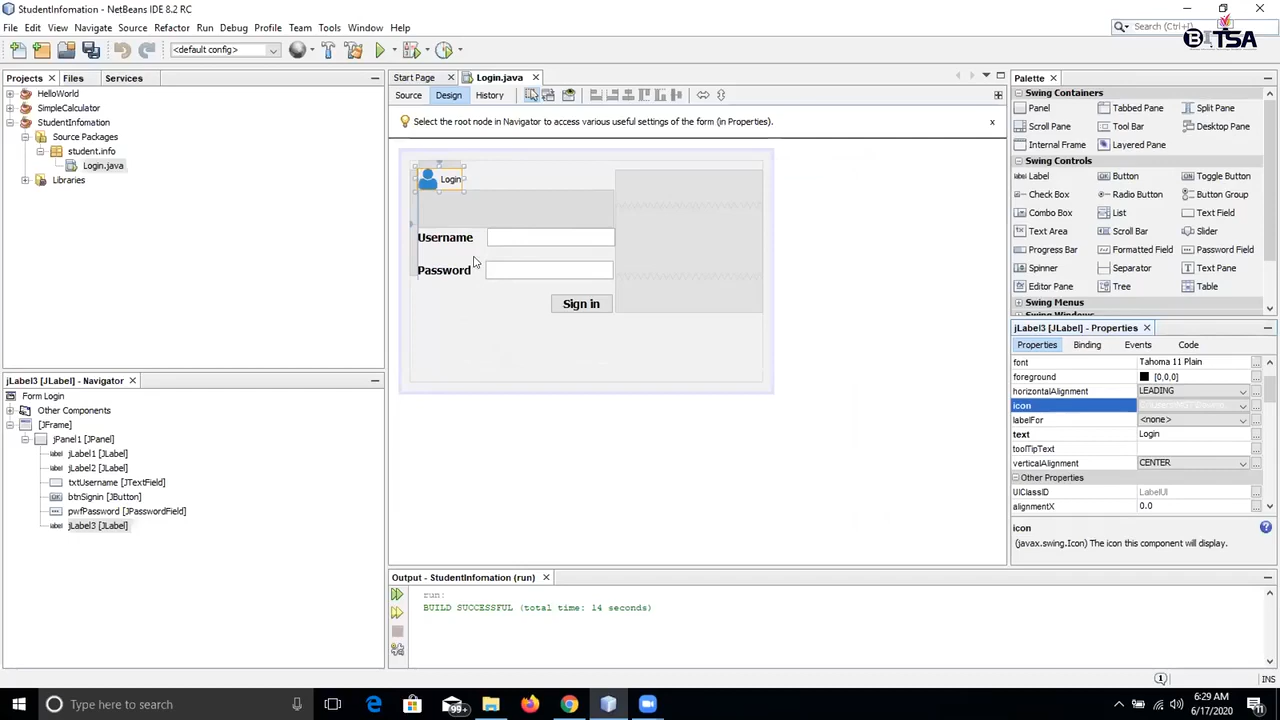 StudentInfomation - NetBeans IDE 8.2 RC
File Edit View Navigate Source Refactor Run Debug Profile Team Tools Window Help
Search (Ctrl+I)
BITSA
<default config>
Projects Files Services
HelloWorld
SimpleCalculator
StudentInfomation
Source Packages
student.info
Login.java
Libraries
Start Page Login.java
Source Design History
Select the root node in Navigator to access various useful settings of the form (in Properties). x
Login
Username
Password
Sign in
Palette
Swing Containers
Panel Tabbed Pane Split Pane
Scroll Pane Tool Bar Desktop Pane
Internal Frame Layered Pane
Swing Controls
Label Button Toggle Button
Check Box Radio Button Button Group
Combo Box List Text Field
Text Area Scroll Bar Slider
Progress Bar Formatted Field Password Field
Spinner Separator Text Pane
Editor Pane Tree Table
Swing Menus
Swing Windows
jLabel3 [JLabel] - Properties
Properties Binding Events Code
font Tahoma 11 Plain
foreground [0,0,0]
horizontalAlignment LEADING
icon
labelFor <none>
text Login
toolTipText
verticalAlignment CENTER
Other Properties
UIClassID LabelUI
alignmentX 0.0
icon
(javax.swing.Icon) The icon this component will display.
jLabel3 [JLabel] - Navigator
Form Login
Other Components
[JFrame]
jPanel1 [JPanel]
jLabel1 [JLabel]
jLabel2 [JLabel]
txtUsername [JTextField]
btnSignin [JButton]
pwfPassword [JPasswordField]
jLabel3 [JLabel]
Output - StudentInfomation (run)
run:
BUILD SUCCESSFUL (total time: 14 seconds)
1 INS
Type here to search
99+
6:29 AM
6/17/2020
11